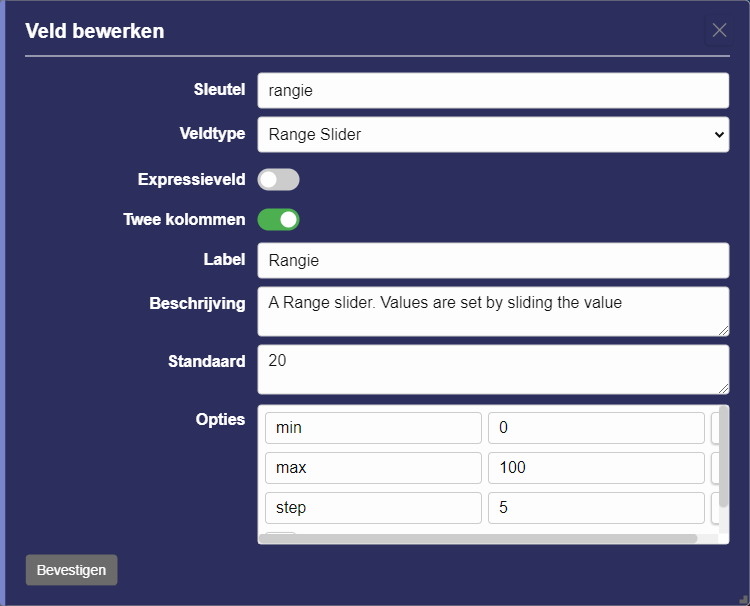 Veld bewerken
Sleutel rangie
Veldtype Range Slider
Expressieveld
Twee kolommen
Label Rangie
Beschrijving A Range slider. Values are set by sliding the value
Standaard 20
Opties min 0
max 100
step 5
Bevestigen